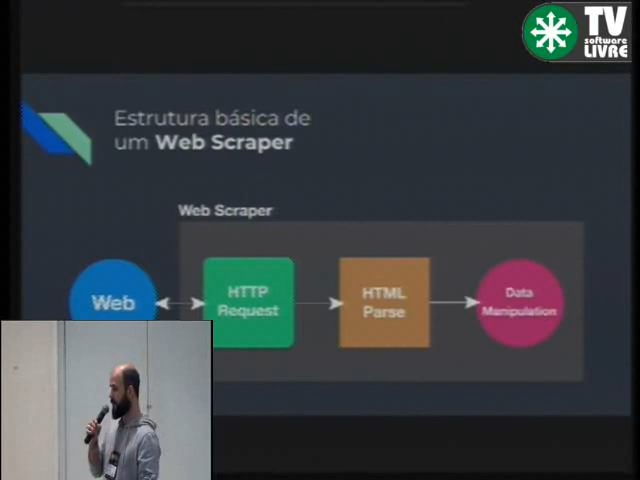 TV
software
LIVRE
Estrutura básica de
um Web Scraper
Web Scraper
Web
HTTP
Request
HTML
Parse
Data
Manipulation